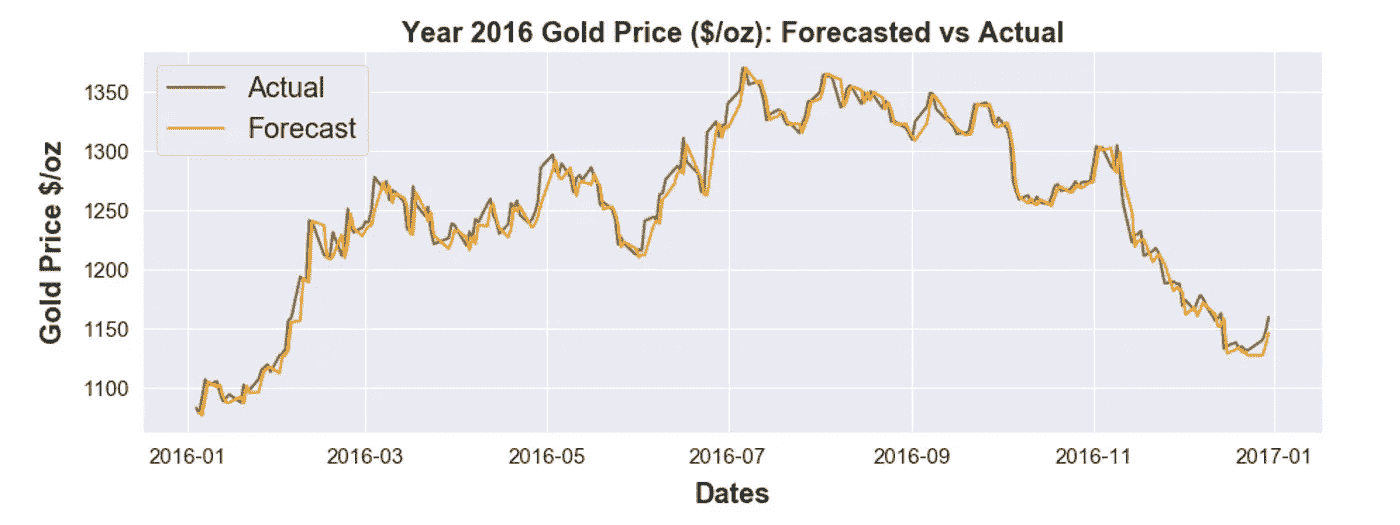 Year 2016 Gold Price ($/oz): Forecasted vs Actual
Actual
Forecast
Gold Price $/oz
1350
1300
1250
1200
1150
1100
2016-01 2016-03 2016-05 2016-07 2016-09 2016-11 2017-01
Dates